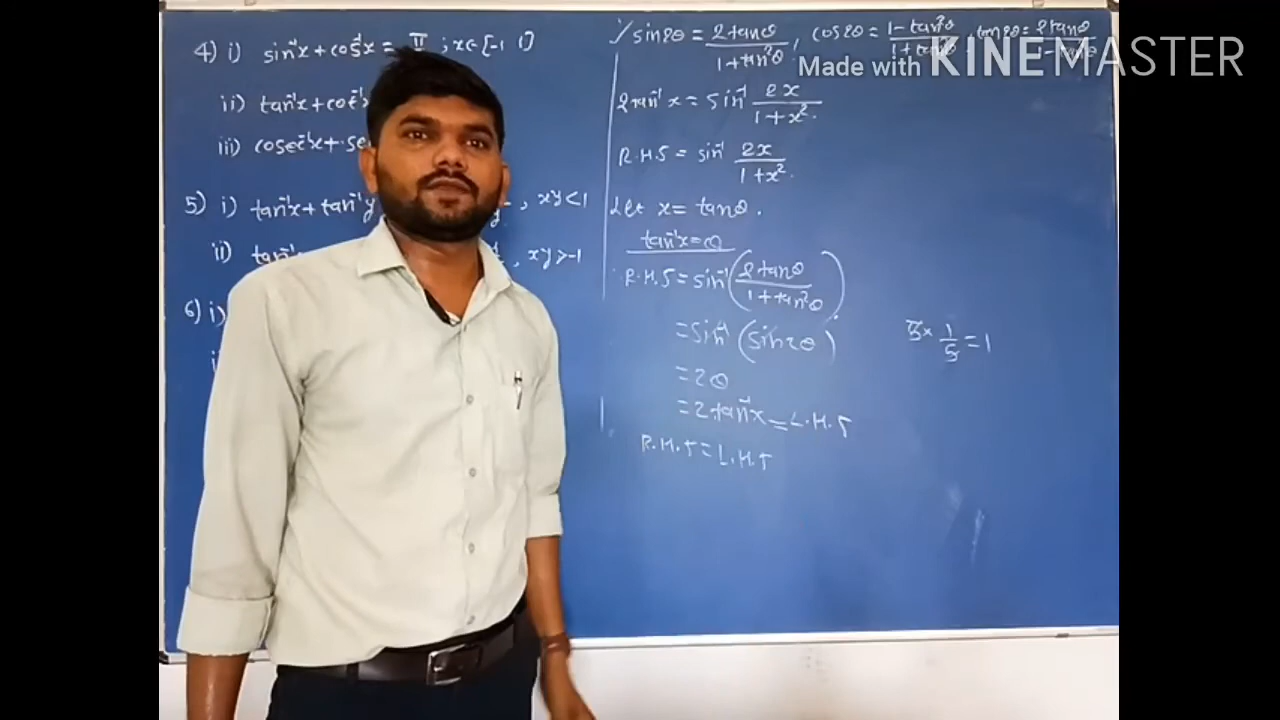 4) i) sin⁻¹x + cos⁻¹x = π ; x ∈ [-1 1]
ii) tan⁻¹x + cot⁻¹
iii) cosec⁻¹x + se
5) i) tan⁻¹x + tan⁻¹y , xy < 1
ii) tan⁻¹ , xy > -1
6) i)
sin2θ = 2tanθ / 1+tan²θ , cos2θ = 1-tan²θ / 1+tan²θ , tan2θ = 2tanθ
Made with KINEMASTER
2tan⁻¹x = sin⁻¹ 2x / 1+x².
R.H.S = sin⁻¹ 2x / 1+x².
Let x = tanθ.
tan⁻¹x = θ
R.H.S = sin⁻¹ (2tanθ / 1+tan²θ).
= sin⁻¹ (sin2θ)
= 2θ
= 2tan⁻¹x = L.H.S
R.H.S = L.H.S
5 × 1/5 = 1